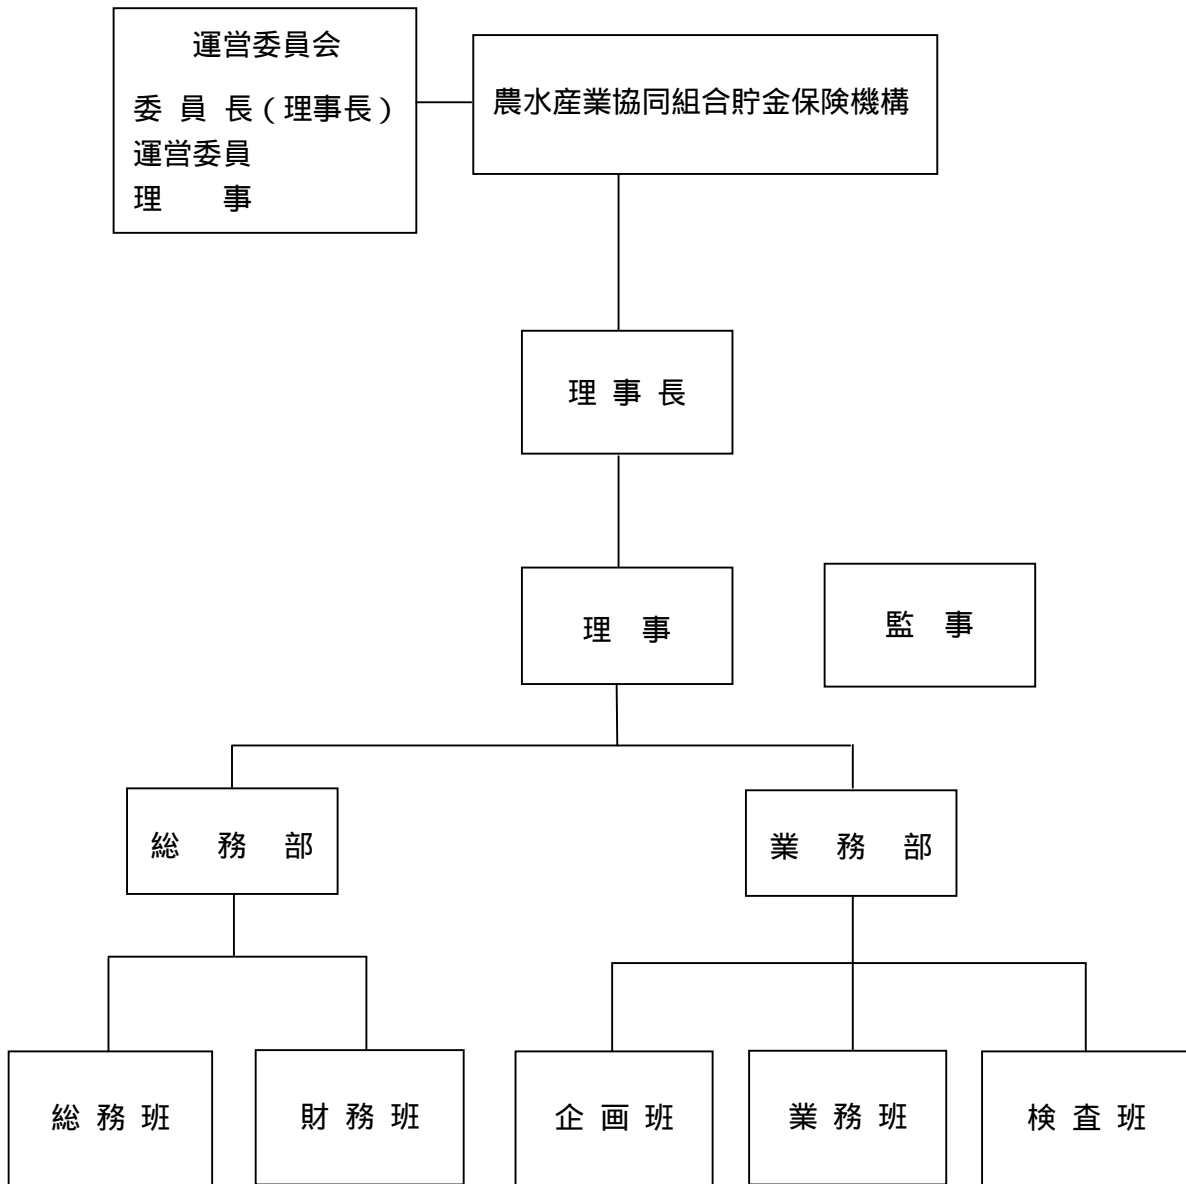 運営委員会
委 員 長（理事長）
運営委員
理　　事
農水産業協同組合貯金保険機構
理 事 長
理　事
監　事
総　務　部
業　務　部
総 務 班
財 務 班
企 画 班
業 務 班
検 査 班